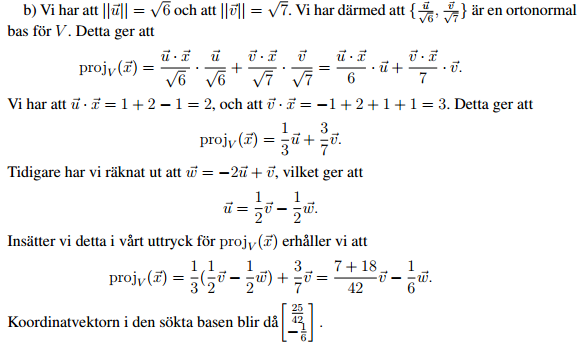 b) Vi har att ||u⃗|| = √6 och att ||v⃗|| = √7. Vi har därmed att {u⃗/√6, v⃗/√7} är en ortonormal
bas för V. Detta ger att
proj_V(x⃗) = (u⃗ · x⃗)/√6 · u⃗/√6 + (v⃗ · x⃗)/√7 · v⃗/√7 = (u⃗ · x⃗)/6 · u⃗ + (v⃗ · x⃗)/7 · v⃗.
Vi har att u⃗ · x⃗ = 1 + 2 − 1 = 2, och att v⃗ · x⃗ = −1 + 2 + 1 + 1 = 3. Detta ger att
proj_V(x⃗) = 1/3 u⃗ + 3/7 v⃗.
Tidigare har vi räknat ut att w⃗ = −2u⃗ + v⃗, vilket ger att
u⃗ = 1/2 v⃗ − 1/2 w⃗.
Insätter vi detta i vårt uttryck för proj_V(x⃗) erhåller vi att
proj_V(x⃗) = 1/3(1/2 v⃗ − 1/2 w⃗) + 3/7 v⃗ = (7 + 18)/42 v⃗ − 1/6 w⃗.
Koordinatvektorn i den sökta basen blir då [25/42, −1/6].